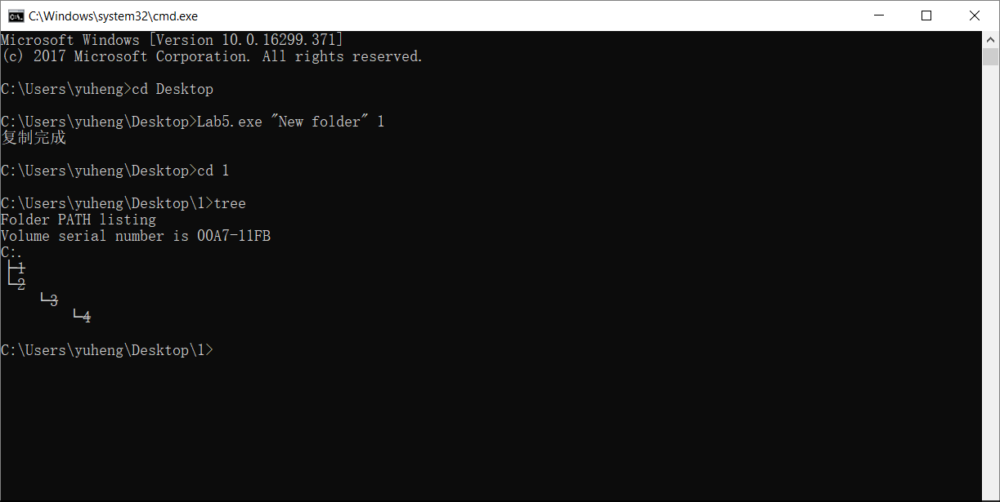 C:\Windows\system32\cmd.exe
Microsoft Windows [Version 10.0.16299.371]
(c) 2017 Microsoft Corporation. All rights reserved.
C:\Users\yuheng>cd Desktop
C:\Users\yuheng\Desktop>Lab5.exe "New folder" 1
复制完成
C:\Users\yuheng\Desktop>cd 1
C:\Users\yuheng\Desktop\1>tree
Folder PATH listing
Volume serial number is 00A7-11FB
C:.
├─1
└─2
    └─3
        └─4
C:\Users\yuheng\Desktop\1>